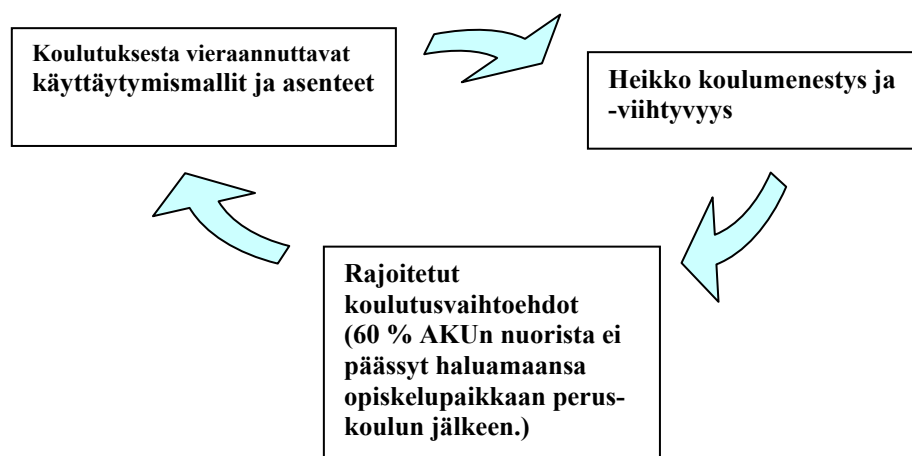 Koulutuksesta vieraannuttavat
käyttäytymismallit ja asenteet
Heikko koulumenestys ja
-viihtyvyys
Rajoitetut
koulutusvaihtoehdot
(60 % AKUn nuorista ei
päässyt haluamaansa
opiskelupaikkaan perus-
koulun jälkeen.)